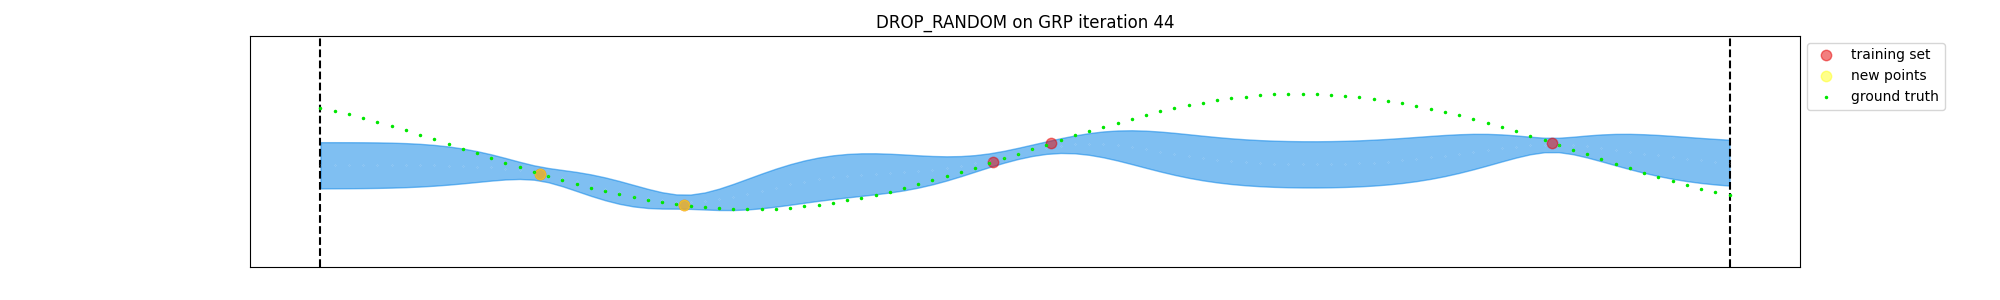 DROP_RANDOM on GRP iteration 44
training set
new points
ground truth